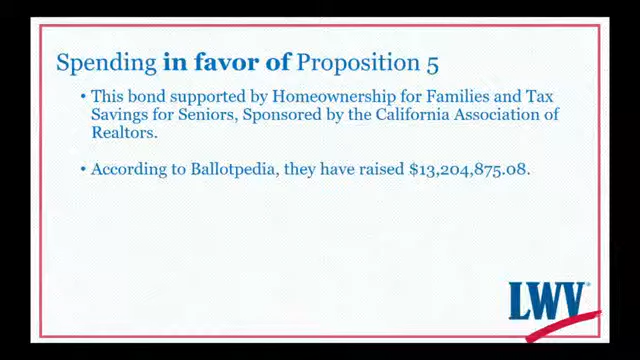 Spending in favor of Proposition 5
• This bond supported by Homeownership for Families and Tax
Savings for Seniors, Sponsored by the California Association of
Realtors.
• According to Ballotpedia, they have raised $13,204,875.08.
LWV®